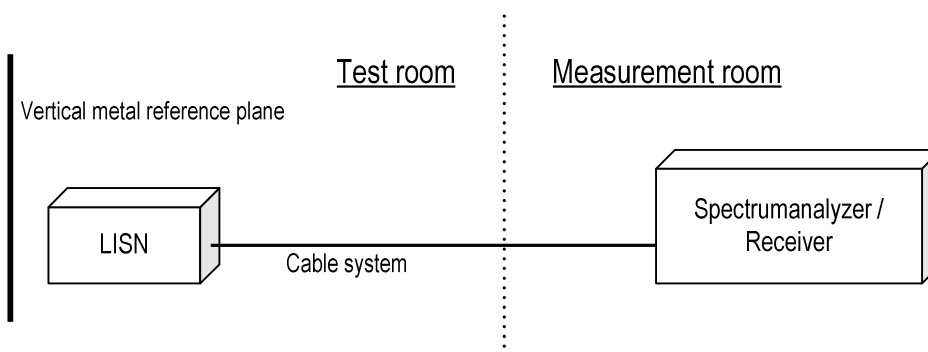 Test room
Measurement room
Vertical metal reference plane
LISN
Cable system
Spectrumanalyzer /
Receiver